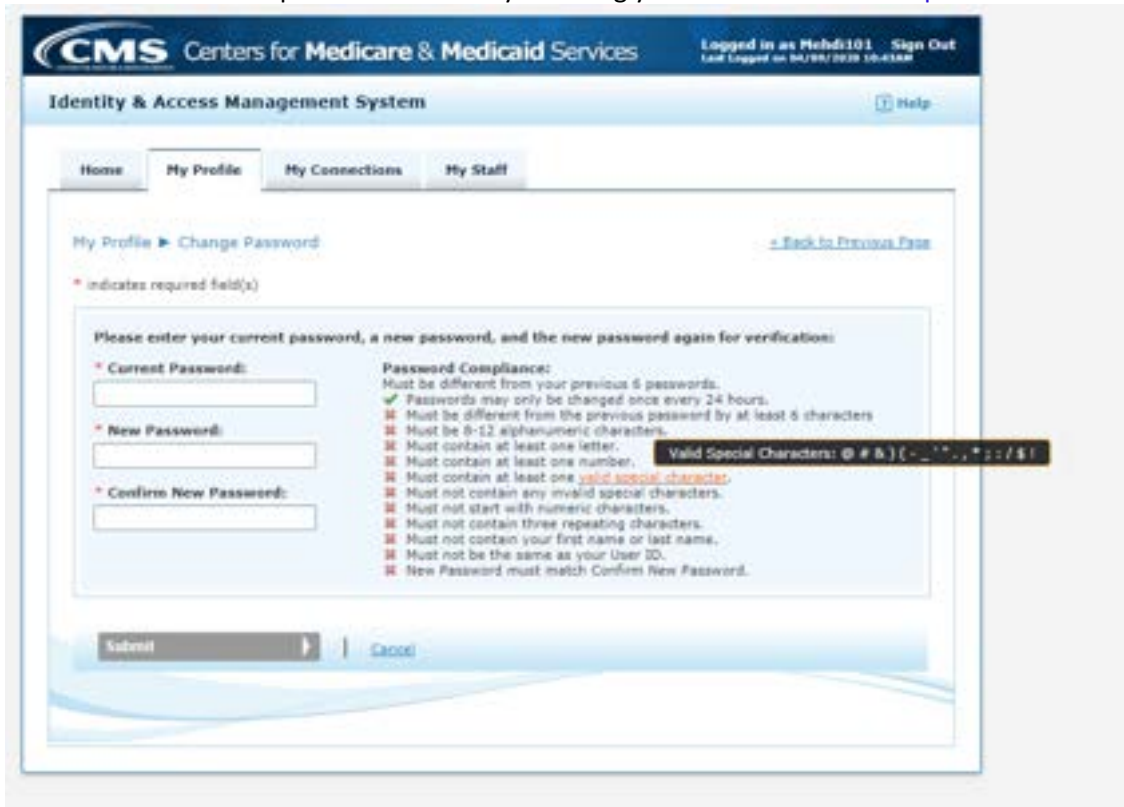 CMS Centers for Medicare & Medicaid Services
Logged in as Mehdi101 Sign Out
Last Logged on 04/09/2020 10:43AM
Identity & Access Management System
Help
Home My Profile My Connections My Staff
My Profile ► Change Password
« Back to Previous Page
* indicates required field(s)
Please enter your current password, a new password, and the new password again for verification:
* Current Password:
* New Password:
* Confirm New Password:
Password Compliance:
Must be different from your previous 6 passwords.
Passwords may only be changed once every 24 hours.
Must be different from the previous password by at least 6 characters
Must be 8-12 alphanumeric characters.
Must contain at least one letter.
Must contain at least one number.
Must contain at least one valid special character.
Valid Special Characters: @ # & ) ( - _ ' " . , * ; : / $ !
Must not contain any invalid special characters.
Must not start with numeric characters.
Must not contain three repeating characters.
Must not contain your first name or last name.
Must not be the same as your User ID.
New Password must match Confirm New Password.
Submit
Cancel